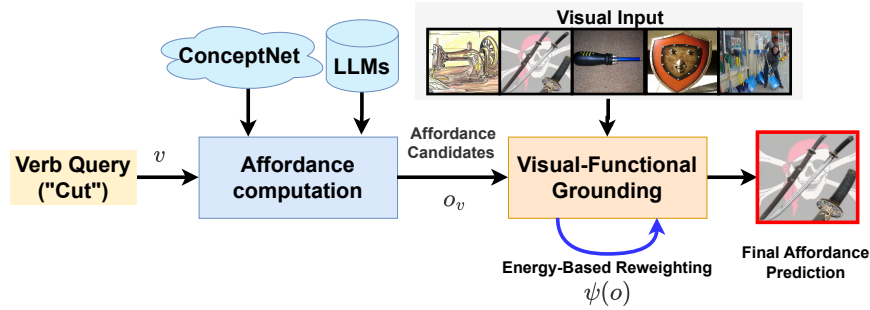 Visual Input
ConceptNet
LLMs
Verb Query
("Cut")
v
Affordance
computation
Affordance
Candidates
o_v
Visual-Functional
Grounding
Energy-Based Reweighting
ψ(o)
Final Affordance
Prediction